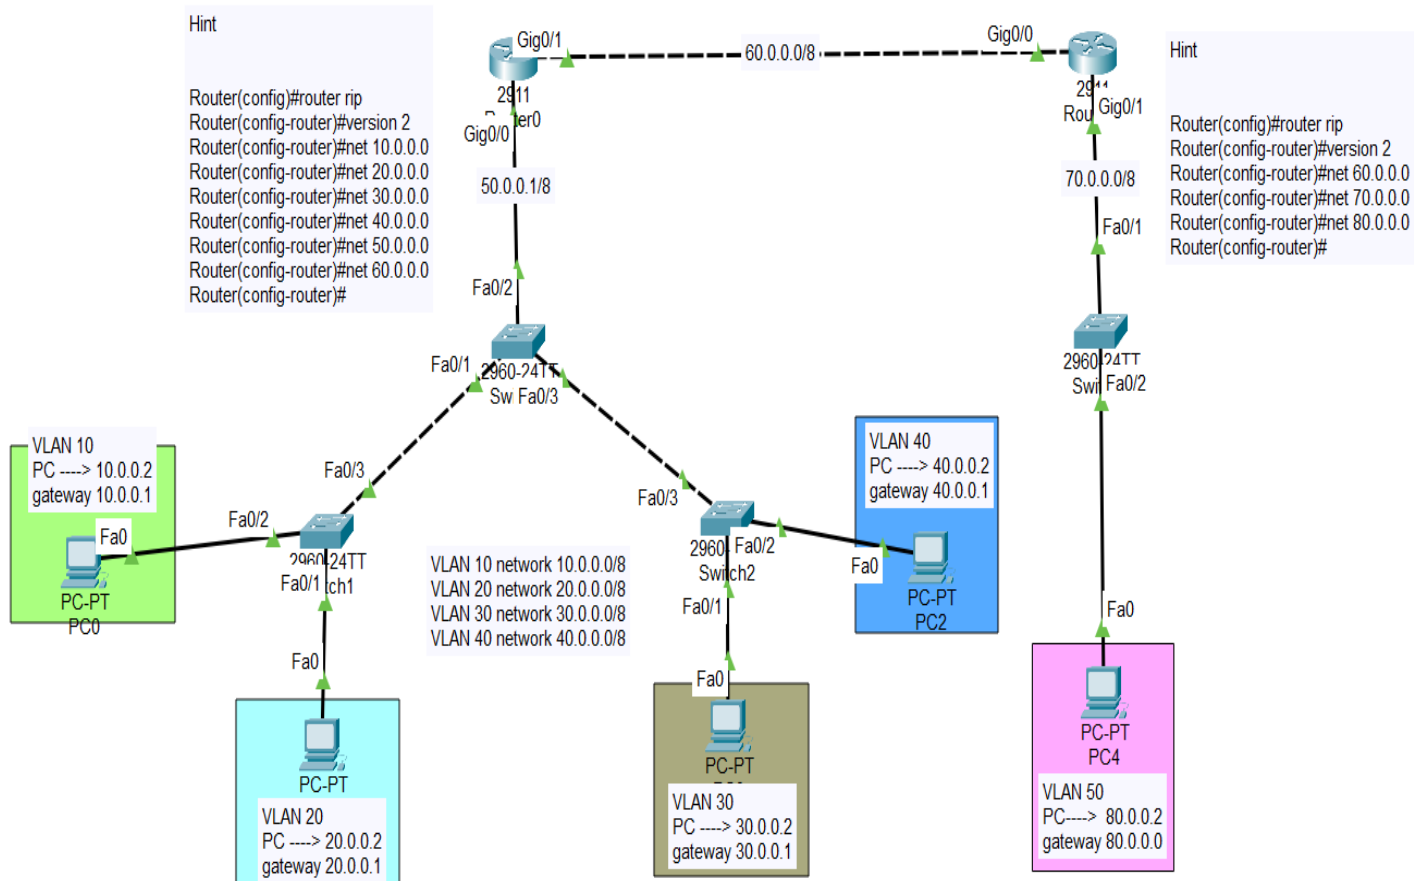 Hint
Router(config)#router rip
Router(config-router)#version 2
Router(config-router)#net 10.0.0.0
Router(config-router)#net 20.0.0.0
Router(config-router)#net 30.0.0.0
Router(config-router)#net 40.0.0.0
Router(config-router)#net 50.0.0.0
Router(config-router)#net 60.0.0.0
Router(config-router)#
Gig0/1
2911
Gig0/0
60.0.0.0/8
Gig0/0
Gig0/1
Hint
Router(config)#router rip
Router(config-router)#version 2
Router(config-router)#net 60.0.0.0
Router(config-router)#net 70.0.0.0
Router(config-router)#net 80.0.0.0
Router(config-router)#
50.0.0.1/8
70.0.0.0/8
Fa0/1
Fa0/2
Fa0/1
2960-24TT
Fa0/3
2960-24TT
Fa0/2
VLAN 10
PC ----> 10.0.0.2
gateway 10.0.0.1
Fa0
PC-PT
PC0
Fa0/2
Fa0/3
2960-24TT
Fa0/1
Fa0
PC-PT
VLAN 20
PC ----> 20.0.0.2
gateway 20.0.0.1
VLAN 10 network 10.0.0.0/8
VLAN 20 network 20.0.0.0/8
VLAN 30 network 30.0.0.0/8
VLAN 40 network 40.0.0.0/8
Fa0/3
Fa0/2
Switch2
Fa0/1
Fa0
PC-PT
VLAN 30
PC ----> 30.0.0.2
gateway 30.0.0.1
VLAN 40
PC ----> 40.0.0.2
gateway 40.0.0.1
Fa0
PC-PT
PC2
Fa0
PC-PT
PC4
VLAN 50
PC----> 80.0.0.2
gateway 80.0.0.0